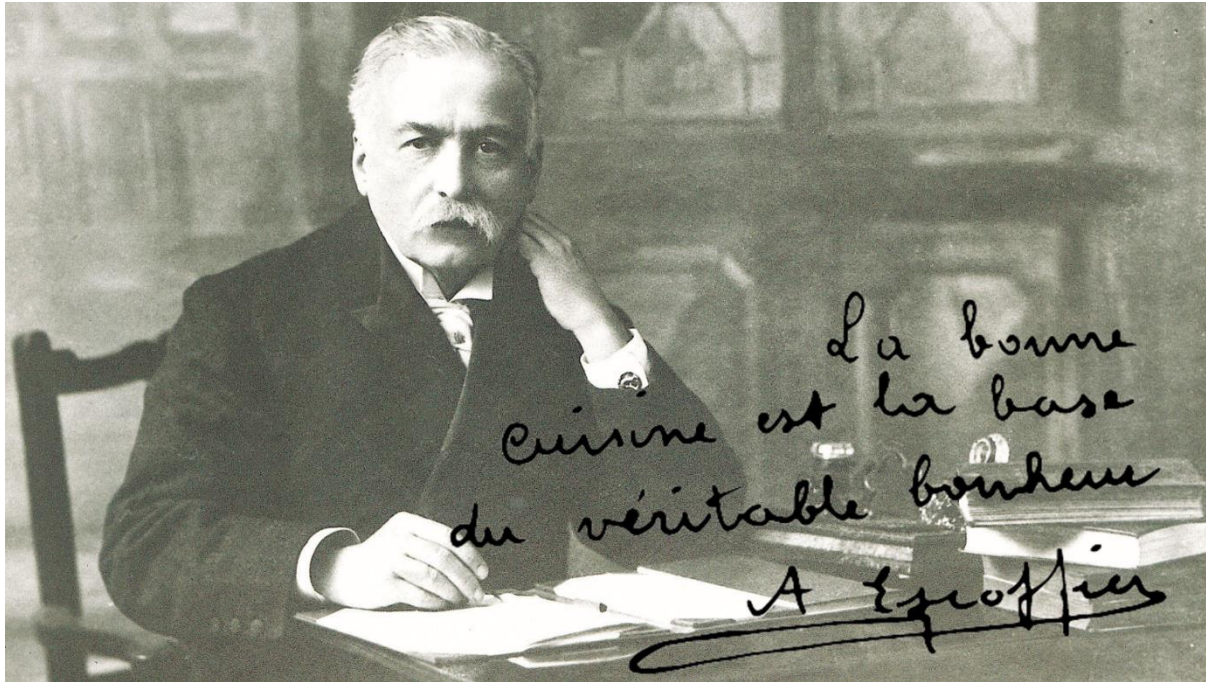 La bonne
cuisine est la base
du véritable bonheur
A Escoffier